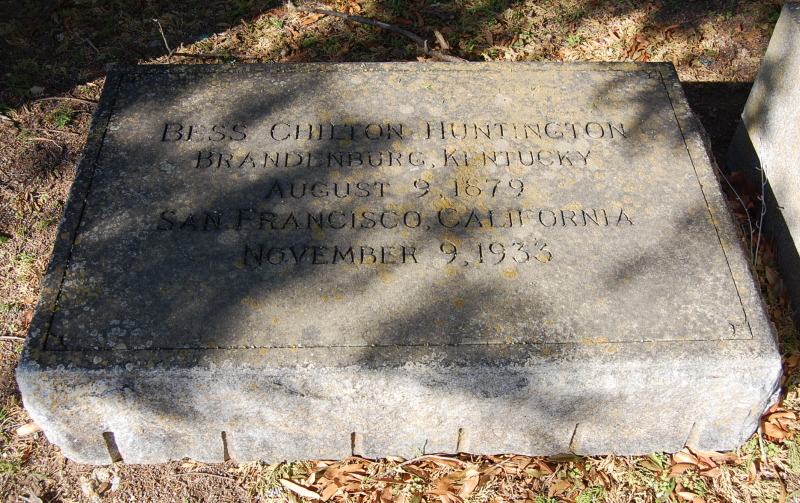 BESS CHILTON HUNTINGTON
BRANDENBURG, KENTUCKY
AUGUST 9, 1879
SAN FRANCISCO, CALIFORNIA
NOVEMBER 9, 1933